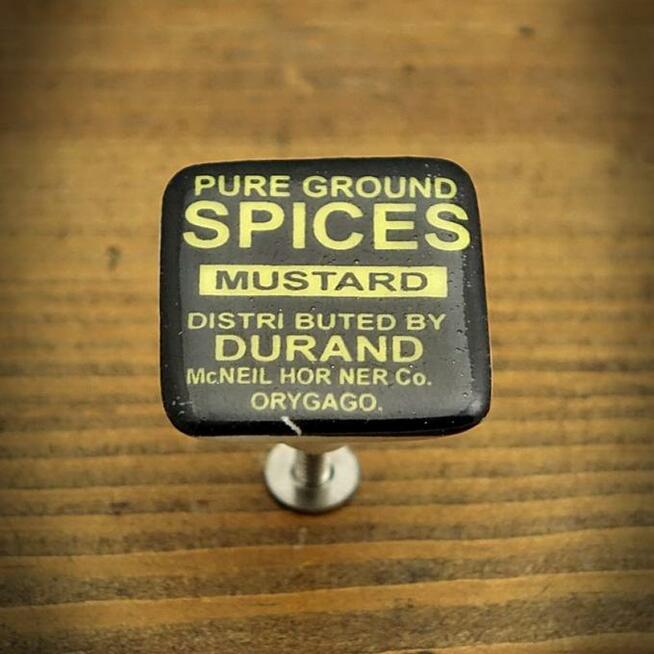 PURE GROUND
SPICES
MUSTARD
DISTRI BUTED BY
DURAND
McNEIL HOR NER Co.
ORYGAGO.